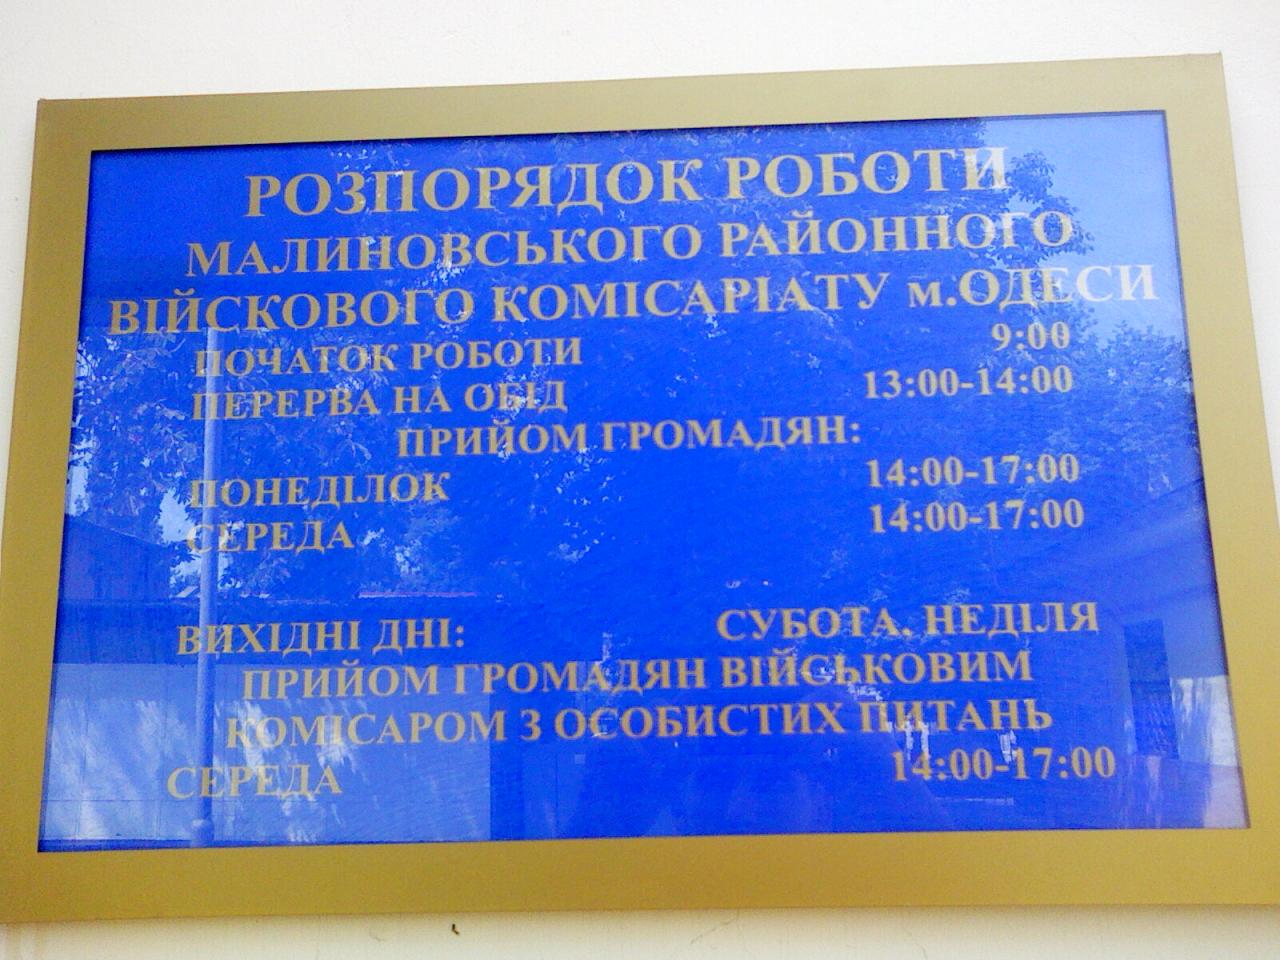 РОЗПОРЯДОК РОБОТИ
МАЛИНОВСЬКОГО РАЙОННОГО
ВІЙСКОВОГО КОМІСАРІАТУ м.ОДЕСИ
ПОЧАТОК РОБОТИ 9:00
ПЕРЕРВА НА ОБІД 13:00-14:00
ПРИЙОМ ГРОМАДЯН:
ПОНЕДІЛОК 14:00-17:00
СЕРЕДА 14:00-17:00
ВИХІДНІ ДНІ: СУБОТА, НЕДІЛЯ
ПРИЙОМ ГРОМАДЯН ВІЙСЬКОВИМ
КОМІСАРОМ З ОСОБИСТИХ ПИТАНЬ
СЕРЕДА 14:00-17:00